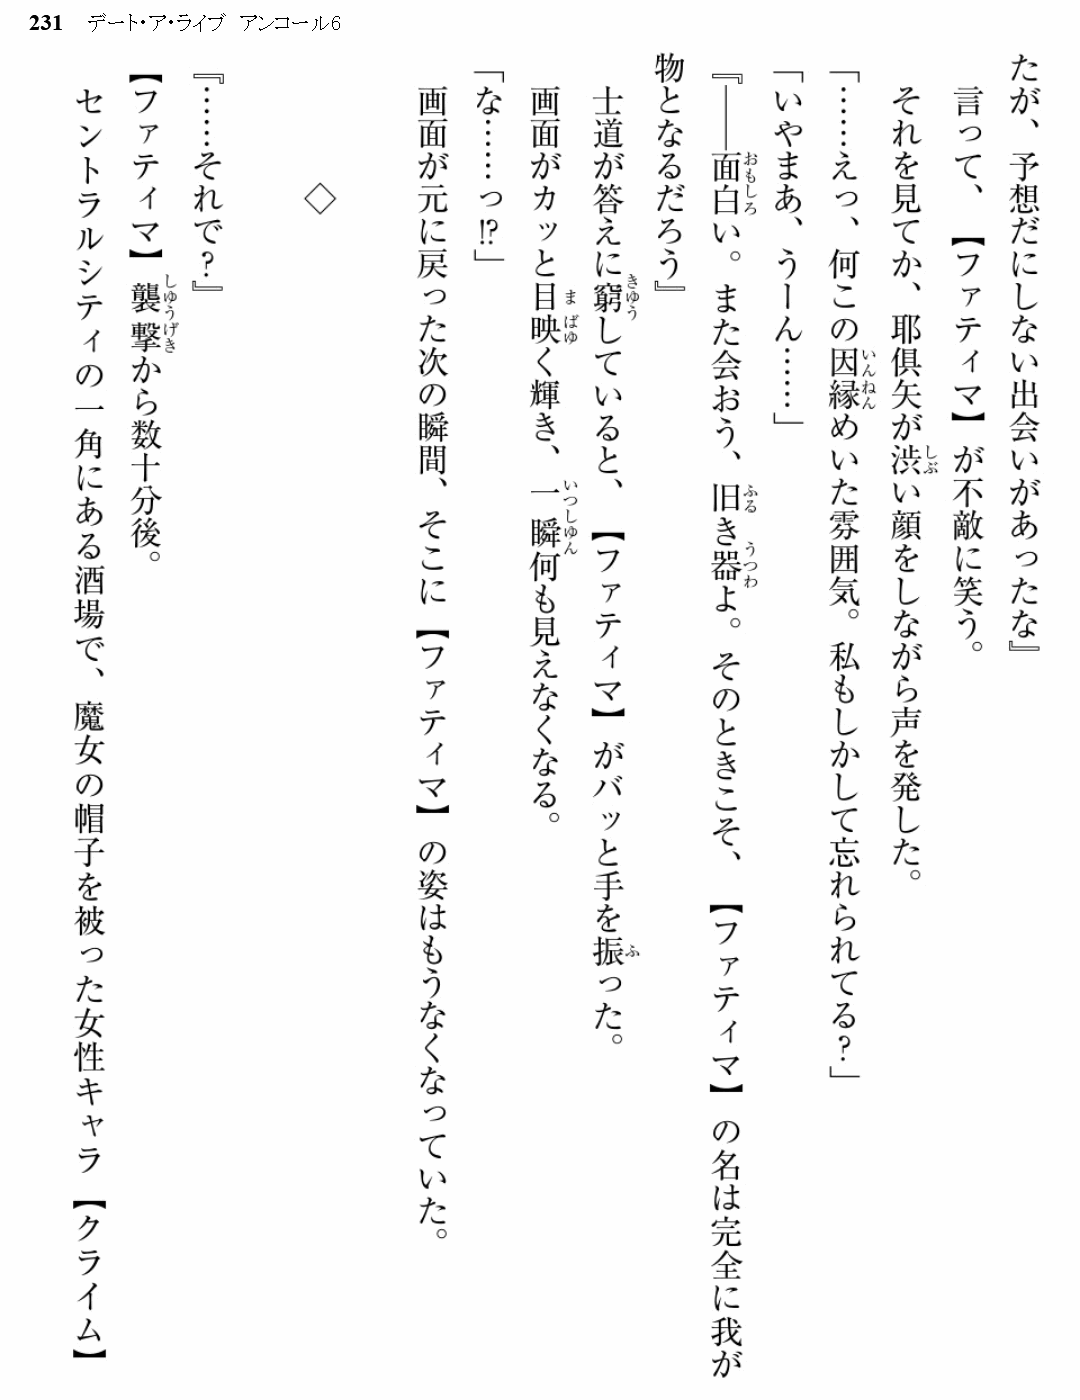 231 デート・ア・ライブ アンコール6
たが、予想だにしない出会いがあったな』
言って、【ファティマ】が不敵に笑う。
それを見てか、耶倶矢が渋い顔をしながら声を発した。
「……えっ、何この因縁めいた雰囲気。私もしかして忘れられてる?」
「いやまあ、うーん……」
『――面白い。また会おう、旧き器よ。そのときこそ、【ファティマ】の名は完全に我が
物となるだろう』
士道が答えに窮していると、【ファティマ】がバッと手を振った。
画面がカッと目映く輝き、一瞬何も見えなくなる。
「な……っ!?」
画面が元に戻った次の瞬間、そこに【ファティマ】の姿はもうなくなっていた。
◇
『……それで?』
【ファティマ】襲撃から数十分後。
セントラルシティの一角にある酒場で、魔女の帽子を被った女性キャラ【クライム】